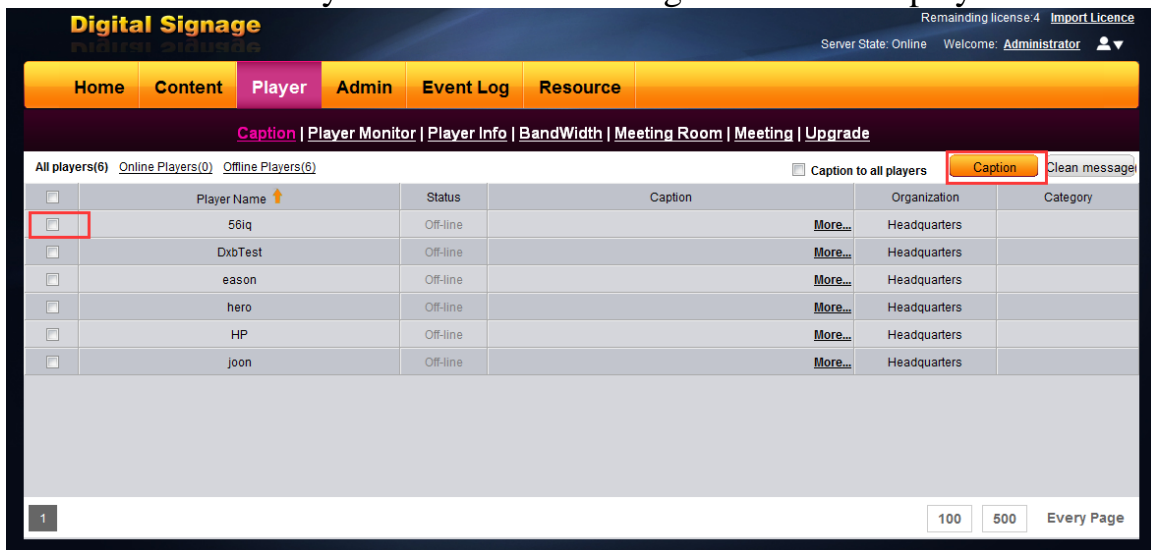 Digital Signage
Remainding license:4 Import Licence
Server State: Online Welcome: Administrator
Home Content Player Admin Event Log Resource
Caption | Player Monitor | Player Info | BandWidth | Meeting Room | Meeting | Upgrade
All players(6) Online Players(0) Offline Players(6) Caption to all players Caption Clean message
Player Name Status Caption Organization Category
56iq Off-line More... Headquarters
DxbTest Off-line More... Headquarters
eason Off-line More... Headquarters
hero Off-line More... Headquarters
HP Off-line More... Headquarters
joon Off-line More... Headquarters
1 100 500 Every Page